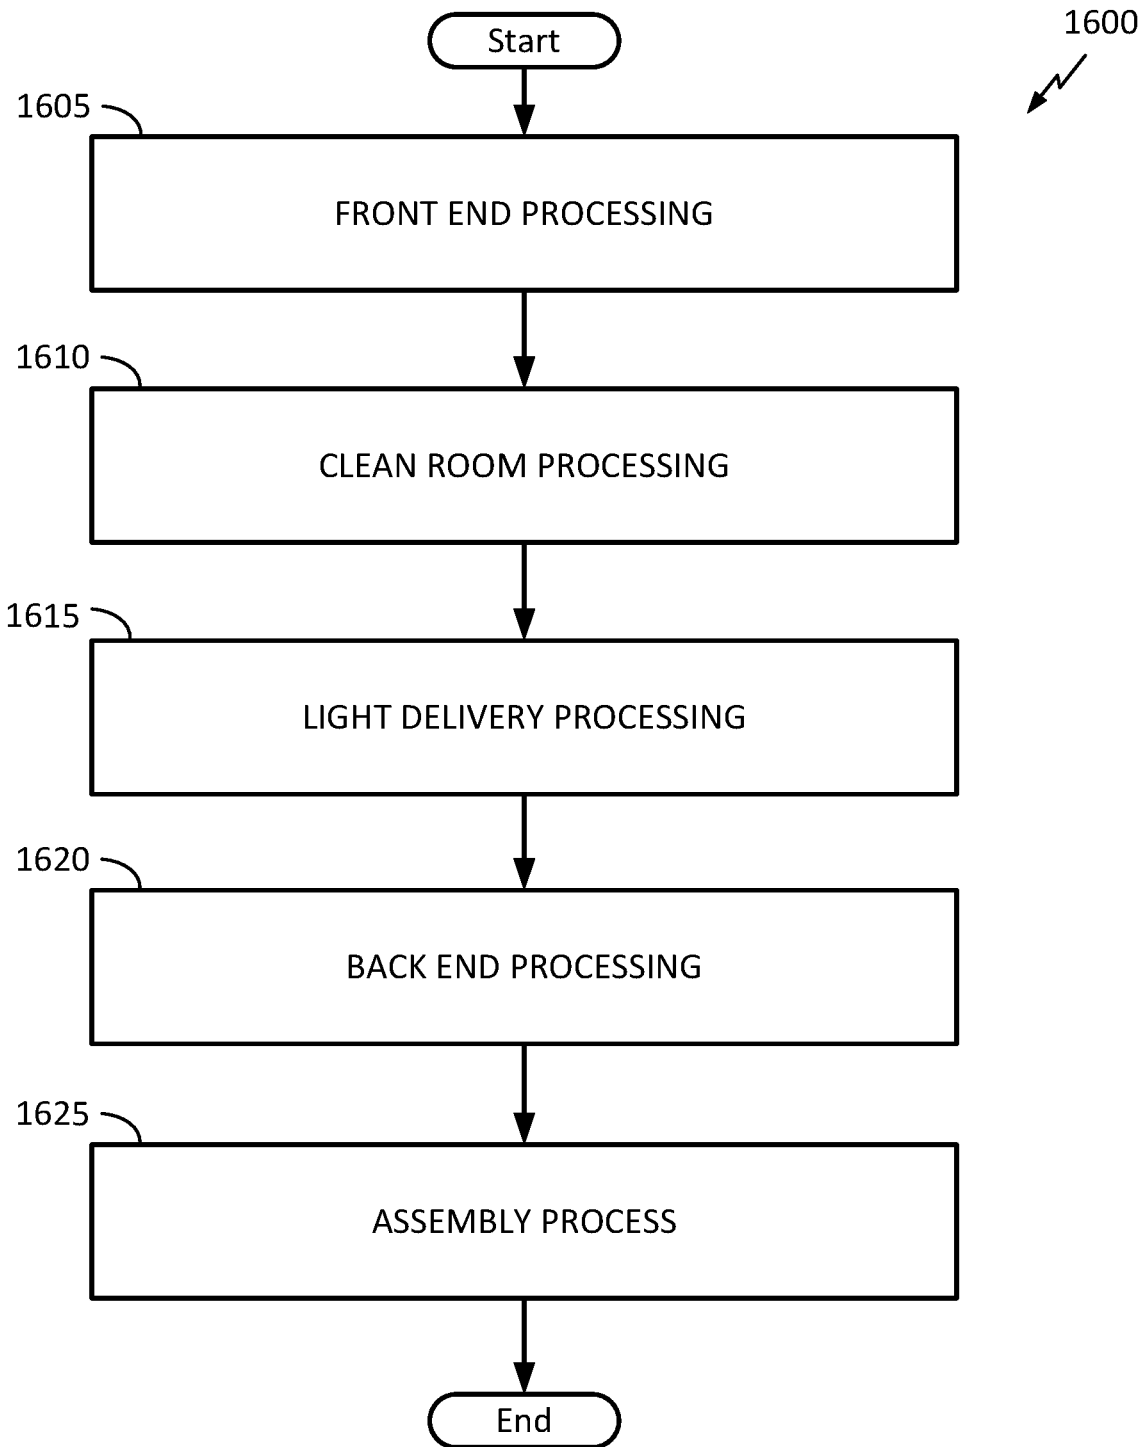 Start
1600
1605
FRONT END PROCESSING
1610
CLEAN ROOM PROCESSING
1615
LIGHT DELIVERY PROCESSING
1620
BACK END PROCESSING
1625
ASSEMBLY PROCESS
End